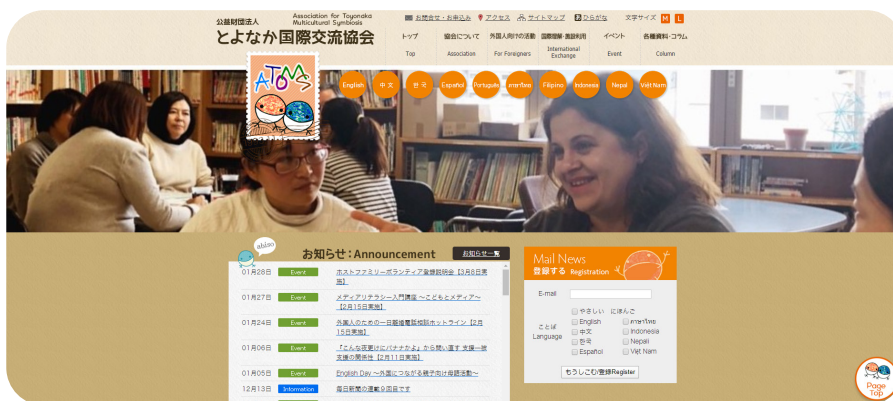 公益財団法人 Association for Toyonaka Multicultural Symbiosis
とよなか国際交流協会
お問合せ・お申込み アクセス サイトマップ ひらがな 文字サイズ M L
トップ 協会について 外国人向けの活動 国際理解・施設利用 イベント 各種資料・コラム
Top Association For Foreigners International Exchange Event Column
ATOMS
English 中文 한국 Español Português ภาษาไทย Filipino Indonesia Nepali Việt Nam
abiso
お知らせ：Announcement お知らせ一覧
01月28日 Event ホストファミリーボランティア登録説明会【3月8日実
施】
01月27日 Event メディアリテラシー入門講座 ～こどもとメディア～
【2月15日実施】
01月24日 Event 外国人のための一日離婚電話相談ホットライン【2月
15日実施】
01月06日 Event 『こんな夜更けにバナナかよ』から問い直す 支援－被
支援の関係性【2月11日実施】
01月05日 Event English Day ～外国につながる親子向け母語活動～
12月13日 Information 毎日新聞の連載９回目です
Mail News
登録する Registration
E-mail
ことば
Language
やさしい にほんご
English ภาษาไทย
中文 Indonesia
한국 Nepali
Español Việt Nam
もうしこむ/登録Register
Page
Top